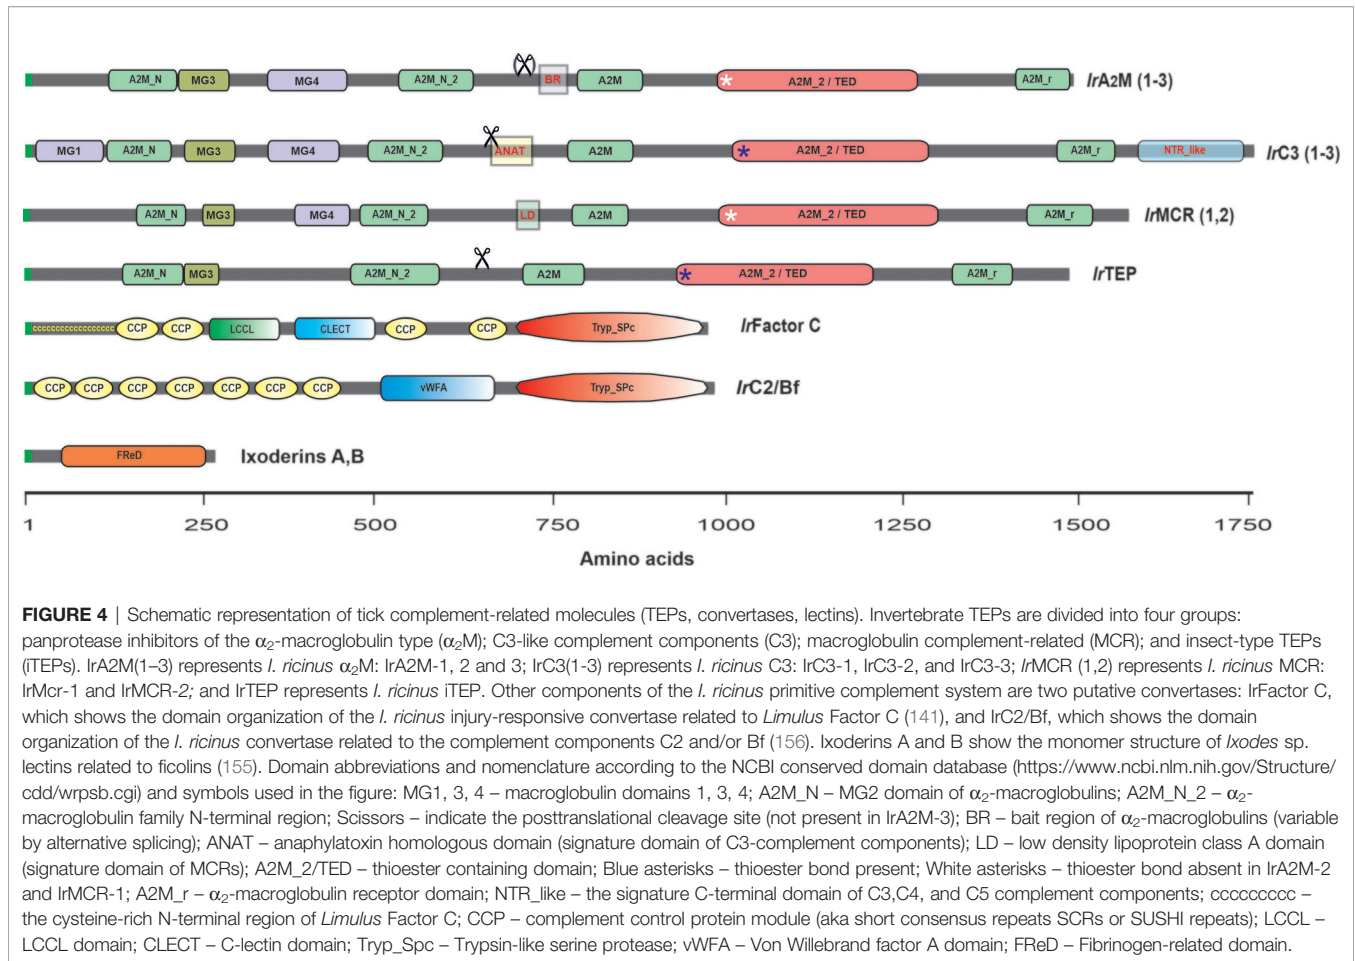 A2M_N MG3 MG4 A2M_N_2 BR A2M * A2M_2 / TED A2M_r IrA2M (1-3)
MG1 A2M_N MG3 MG4 A2M_N_2 ANAT A2M * A2M_2 / TED A2M_r NTR_like IrC3 (1-3)
A2M_N MG3 MG4 A2M_N_2 LD A2M * A2M_2 / TED A2M_r IrMCR (1,2)
A2M_N MG3 A2M_N_2 A2M * A2M_2 / TED A2M_r IrTEP
cccccccccccccccccc CCP CCP LCCL CLECT CCP CCP Tryp_SPc IrFactor C
CCP CCP CCP CCP CCP CCP CCP vWFA Tryp_SPc IrC2/Bf
FReD Ixoderins A,B
1 250 500 750 1000 1250 1500 1750
Amino acids
FIGURE 4 | Schematic representation of tick complement-related molecules (TEPs, convertases, lectins). Invertebrate TEPs are divided into four groups:
panprotease inhibitors of the α₂-macroglobulin type (α₂M); C3-like complement components (C3); macroglobulin complement-related (MCR); and insect-type TEPs
(iTEPs). IrA2M(1–3) represents I. ricinus α₂M: IrA2M-1, 2 and 3; IrC3(1-3) represents I. ricinus C3: IrC3-1, IrC3-2, and IrC3-3; IrMCR (1,2) represents I. ricinus MCR:
IrMcr-1 and IrMCR-2; and IrTEP represents I. ricinus iTEP. Other components of the I. ricinus primitive complement system are two putative convertases: IrFactor C,
which shows the domain organization of the I. ricinus injury-responsive convertase related to Limulus Factor C (141), and IrC2/Bf, which shows the domain
organization of the I. ricinus convertase related to the complement components C2 and/or Bf (156). Ixoderins A and B show the monomer structure of Ixodes sp.
lectins related to ficolins (155). Domain abbreviations and nomenclature according to the NCBI conserved domain database (https://www.ncbi.nlm.nih.gov/Structure/
cdd/wrpsb.cgi) and symbols used in the figure: MG1, 3, 4 – macroglobulin domains 1, 3, 4; A2M_N – MG2 domain of α₂-macroglobulins; A2M_N_2 – α₂-
macroglobulin family N-terminal region; Scissors – indicate the posttranslational cleavage site (not present in IrA2M-3); BR – bait region of α₂-macroglobulins (variable
by alternative splicing); ANAT – anaphylatoxin homologous domain (signature domain of C3-complement components); LD – low density lipoprotein class A domain
(signature domain of MCRs); A2M_2/TED – thioester containing domain; Blue asterisks – thioester bond present; White asterisks – thioester bond absent in IrA2M-2
and IrMCR-1; A2M_r – α₂-macroglobulin receptor domain; NTR_like – the signature C-terminal domain of C3,C4, and C5 complement components; cccccccccc –
the cysteine-rich N-terminal region of Limulus Factor C; CCP – complement control protein module (aka short consensus repeats SCRs or SUSHI repeats); LCCL –
LCCL domain; CLECT – C-lectin domain; Tryp_Spc – Trypsin-like serine protease; vWFA – Von Willebrand factor A domain; FReD – Fibrinogen-related domain.